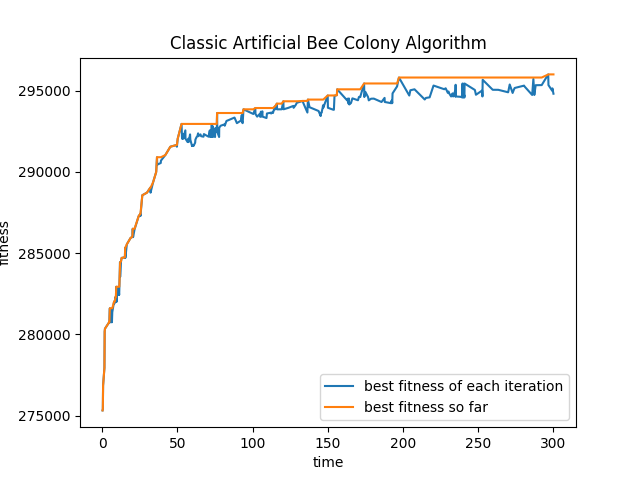 Classic Artificial Bee Colony Algorithm
295000
290000
285000
280000
275000
fitness
0 50 100 150 200 250 300
time
best fitness of each iteration
best fitness so far